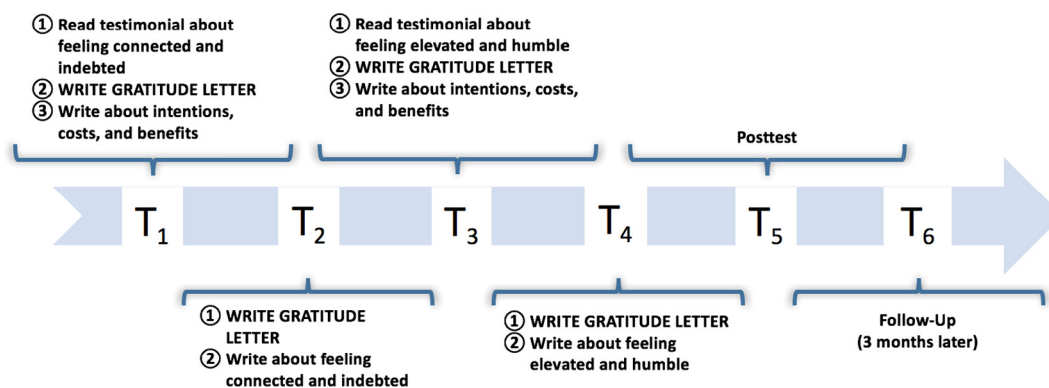 ① Read testimonial about
feeling connected and
indebted
② WRITE GRATITUDE LETTER
③ Write about intentions,
costs, and benefits
① Read testimonial about
feeling elevated and humble
② WRITE GRATITUDE LETTER
③ Write about intentions, costs,
and benefits
Posttest
T1
T2
T3
T4
T5
T6
① WRITE GRATITUDE
LETTER
② Write about feeling
connected and indebted
① WRITE GRATITUDE LETTER
② Write about feeling
elevated and humble
Follow-Up
(3 months later)